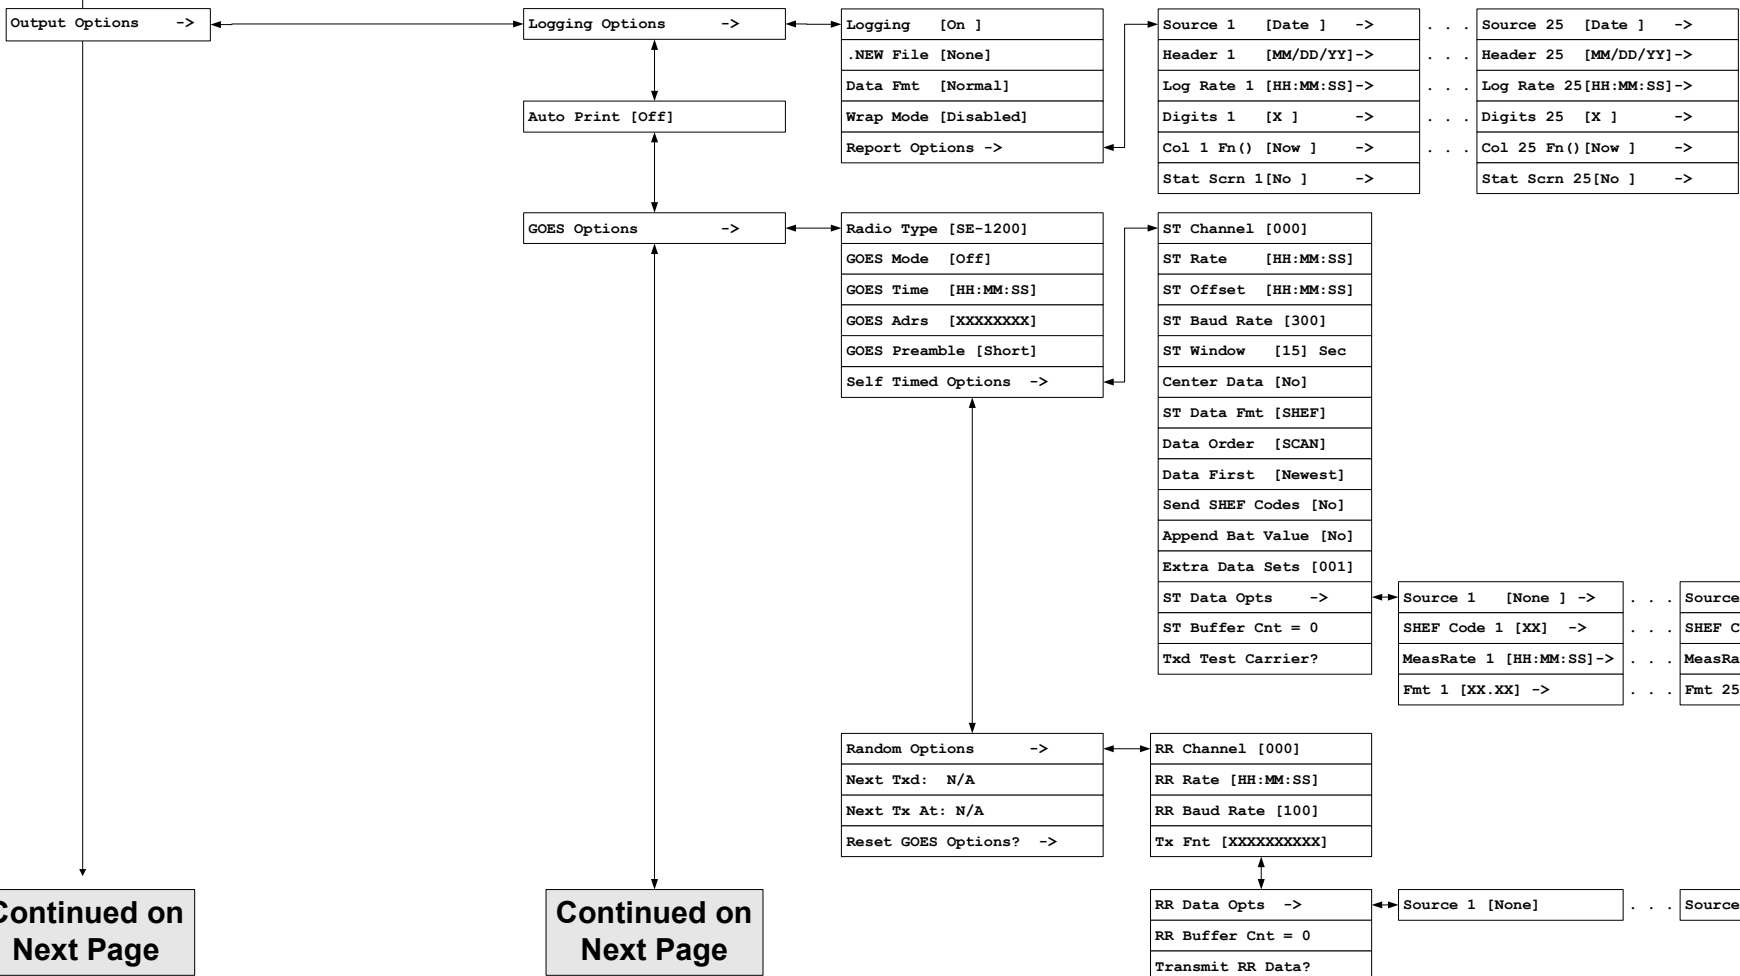 Output Options ->
Logging Options ->
Logging [On ]
.NEW File [None]
Data Fmt [Normal]
Wrap Mode [Disabled]
Report Options ->
Source 1 [Date ] -> . . . Source 25 [Date ] ->
Header 1 [MM/DD/YY]-> . . . Header 25 [MM/DD/YY]->
Log Rate 1 [HH:MM:SS]-> . . . Log Rate 25[HH:MM:SS]->
Digits 1 [X ] -> . . . Digits 25 [X ] ->
Col 1 Fn() [Now ] -> . . . Col 25 Fn()[Now ] ->
Stat Scrn 1[No ] -> Stat Scrn 25[No ] ->
Auto Print [Off]
GOES Options ->
Radio Type [SE-1200]
GOES Mode [Off]
GOES Time [HH:MM:SS]
GOES Adrs [XXXXXXXX]
GOES Preamble [Short]
Self Timed Options ->
ST Channel [000]
ST Rate [HH:MM:SS]
ST Offset [HH:MM:SS]
ST Baud Rate [300]
ST Window [15] Sec
Center Data [No]
ST Data Fmt [SHEF]
Data Order [SCAN]
Data First [Newest]
Send SHEF Codes [No]
Append Bat Value [No]
Extra Data Sets [001]
ST Data Opts ->
ST Buffer Cnt = 0
Txd Test Carrier?
Source 1 [None ] -> . . . Source
SHEF Code 1 [XX] -> . . . SHEF C
MeasRate 1 [HH:MM:SS]-> . . . MeasRa
Fmt 1 [XX.XX] -> . . . Fmt 25
Random Options ->
Next Txd: N/A
Next Tx At: N/A
Reset GOES Options? ->
RR Channel [000]
RR Rate [HH:MM:SS]
RR Baud Rate [100]
Tx Fnt [XXXXXXXXXX]
RR Data Opts ->
RR Buffer Cnt = 0
Transmit RR Data?
Source 1 [None] . . . Source
Continued on
Next Page
Continued on
Next Page